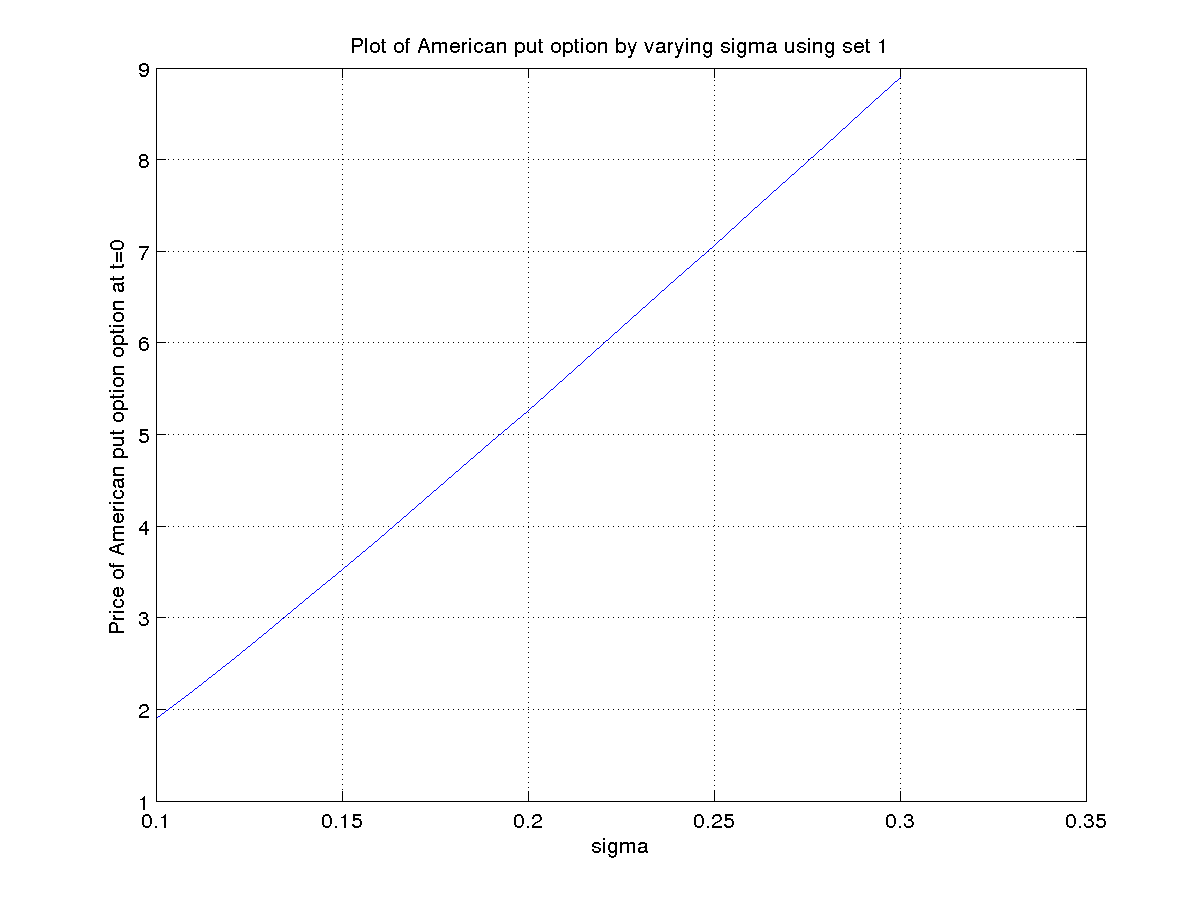 Plot of American put option by varying sigma using set 1
Price of American put option option at t=0
9
8
7
6
5
4
3
2
1
0.1 0.15 0.2 0.25 0.3 0.35
sigma